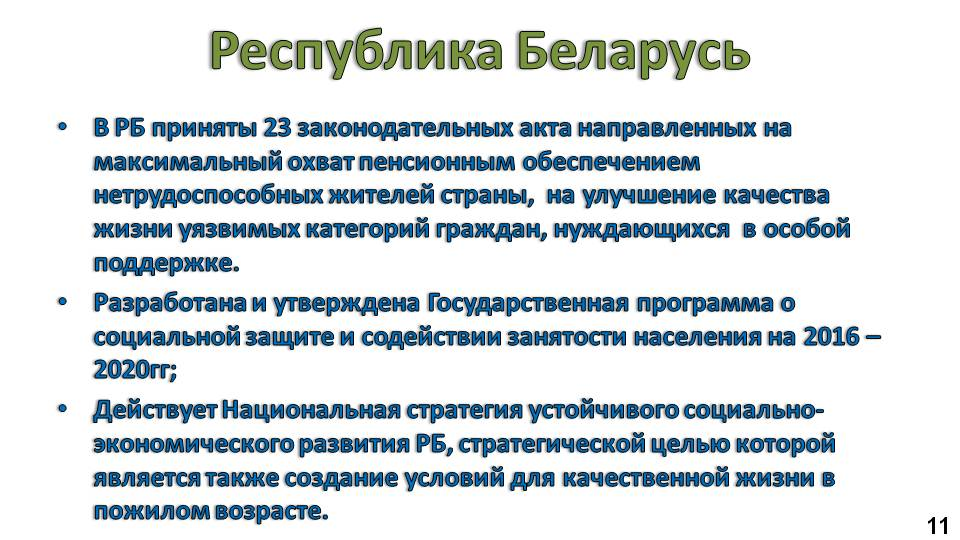 Республика Беларусь
• В РБ приняты 23 законодательных акта направленных на
максимальный охват пенсионным обеспечением
нетрудоспособных жителей страны,  на улучшение качества
жизни уязвимых категорий граждан, нуждающихся  в особой
поддержке.
• Разработана и утверждена Государственная программа о
социальной защите и содействии занятости населения на 2016 –
2020гг;
• Действует Национальная стратегия устойчивого социально-
экономического развития РБ, стратегической целью которой
является также создание условий для качественной жизни в
пожилом возрасте.
11